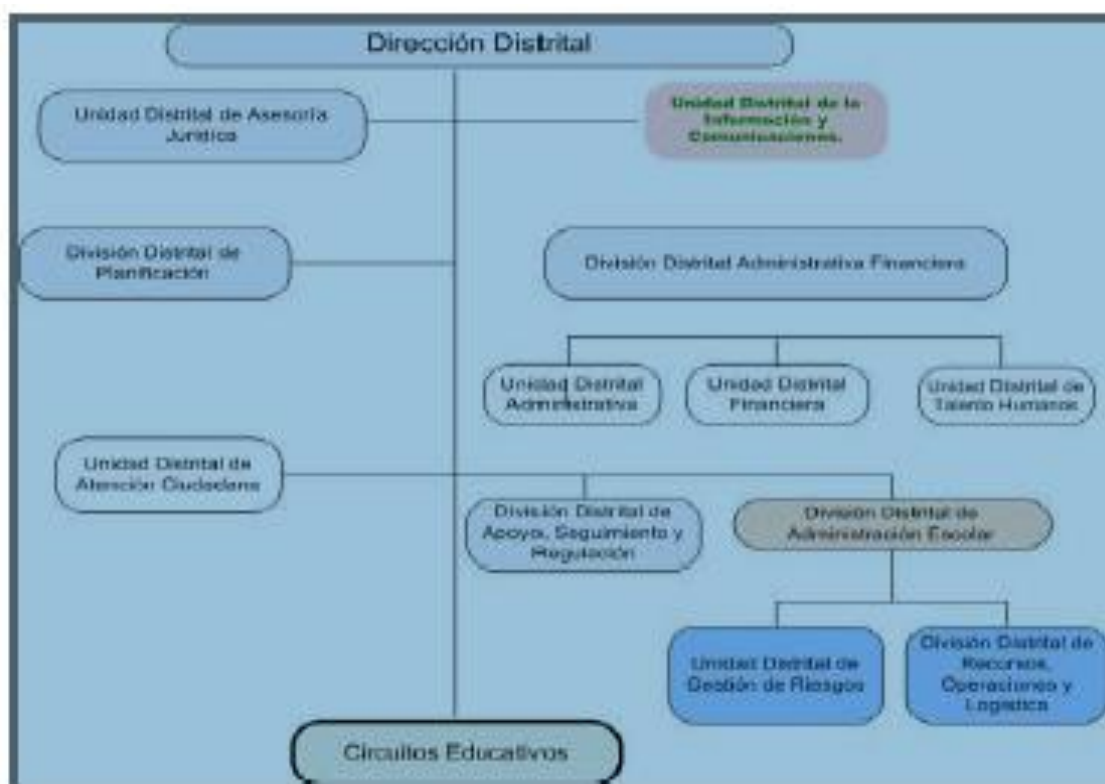 Dirección Distrital
Unidad Distrital de Asesoría
Jurídica
Unidad Distrital de la
Información y
Comunicaciones.
División Distrital de
Planificación
División Distrital Administrativa Financiera
Unidad Distrital
Administrativa
Unidad Distrital
Financiera
Unidad Distrital de
Talento Humanos
Unidad Distrital de
Atención Ciudadana
División Distrital de
Apoyo, Seguimiento y
Regulación
División Distrital de
Administración Escolar
Unidad Distrital de
Gestión de Riesgos
División Distrital de
Recursos,
Operaciones y
Logística
Circuitos Educativos